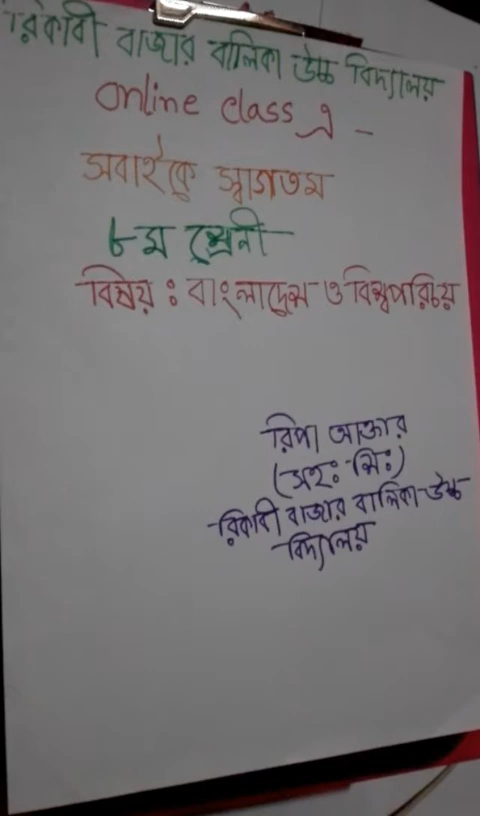 রিকাবী বাজার বালিকা উচ্চ বিদ্যালয়
online class এ -
সবাইকে স্বাগতম
৮ম শ্রেনী
বিষয় : বাংলাদেশ ও বিশ্বপরিচয়
রিপা আক্তার
(সহঃ শিঃ)
রিকাবী বাজার বালিকা উচ্চ
বিদ্যালয়